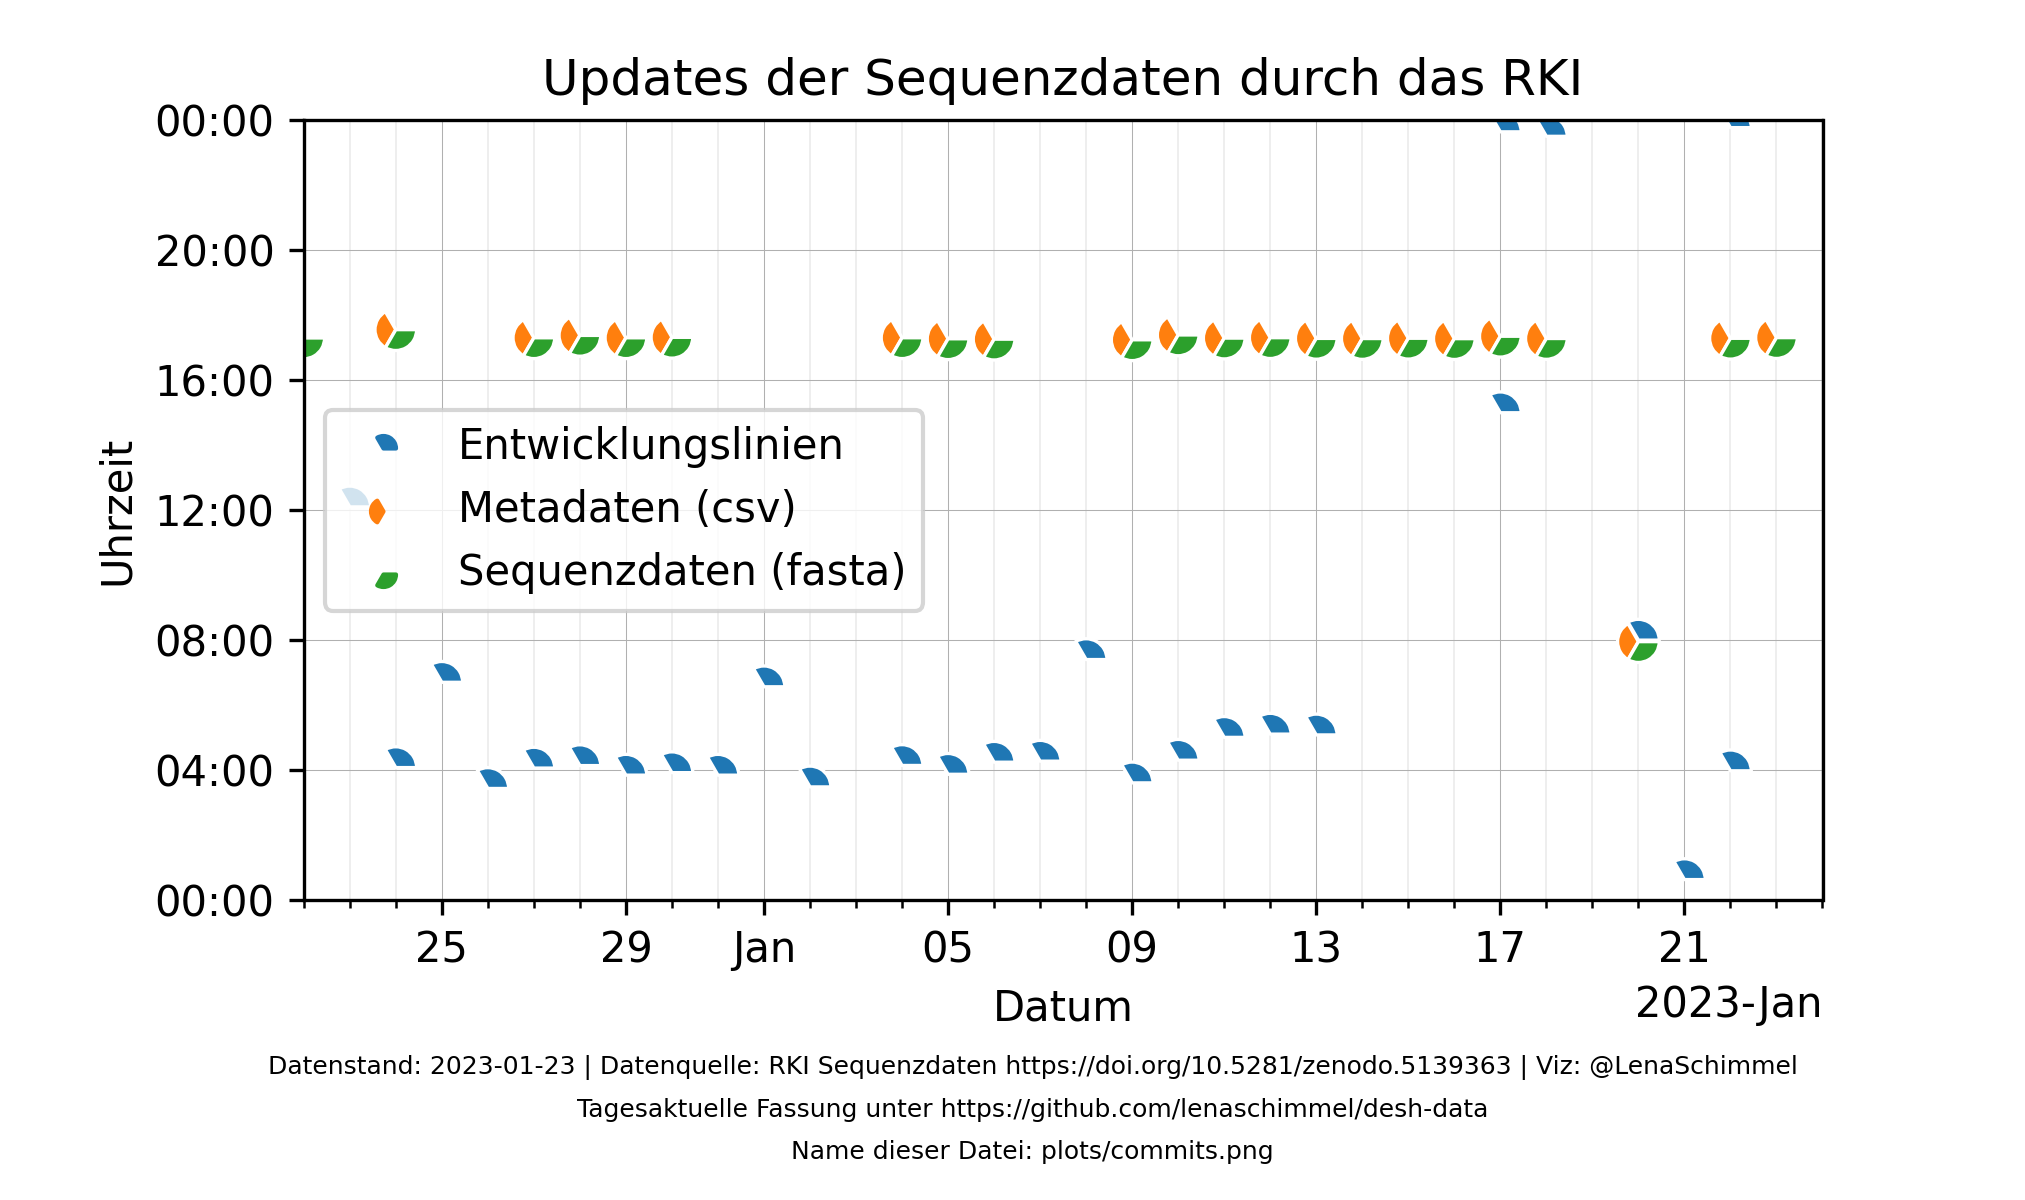 Updates der Sequenzdaten durch das RKI
00:00
20:00
16:00
12:00
08:00
04:00
00:00
Uhrzeit
Entwicklungslinien
Metadaten (csv)
Sequenzdaten (fasta)
25 29 Jan 05 09 13 17 21
Datum
2023-Jan
Datenstand: 2023-01-23 | Datenquelle: RKI Sequenzdaten https://doi.org/10.5281/zenodo.5139363 | Viz: @LenaSchimmel
Tagesaktuelle Fassung unter https://github.com/lenaschimmel/desh-data
Name dieser Datei: plots/commits.png